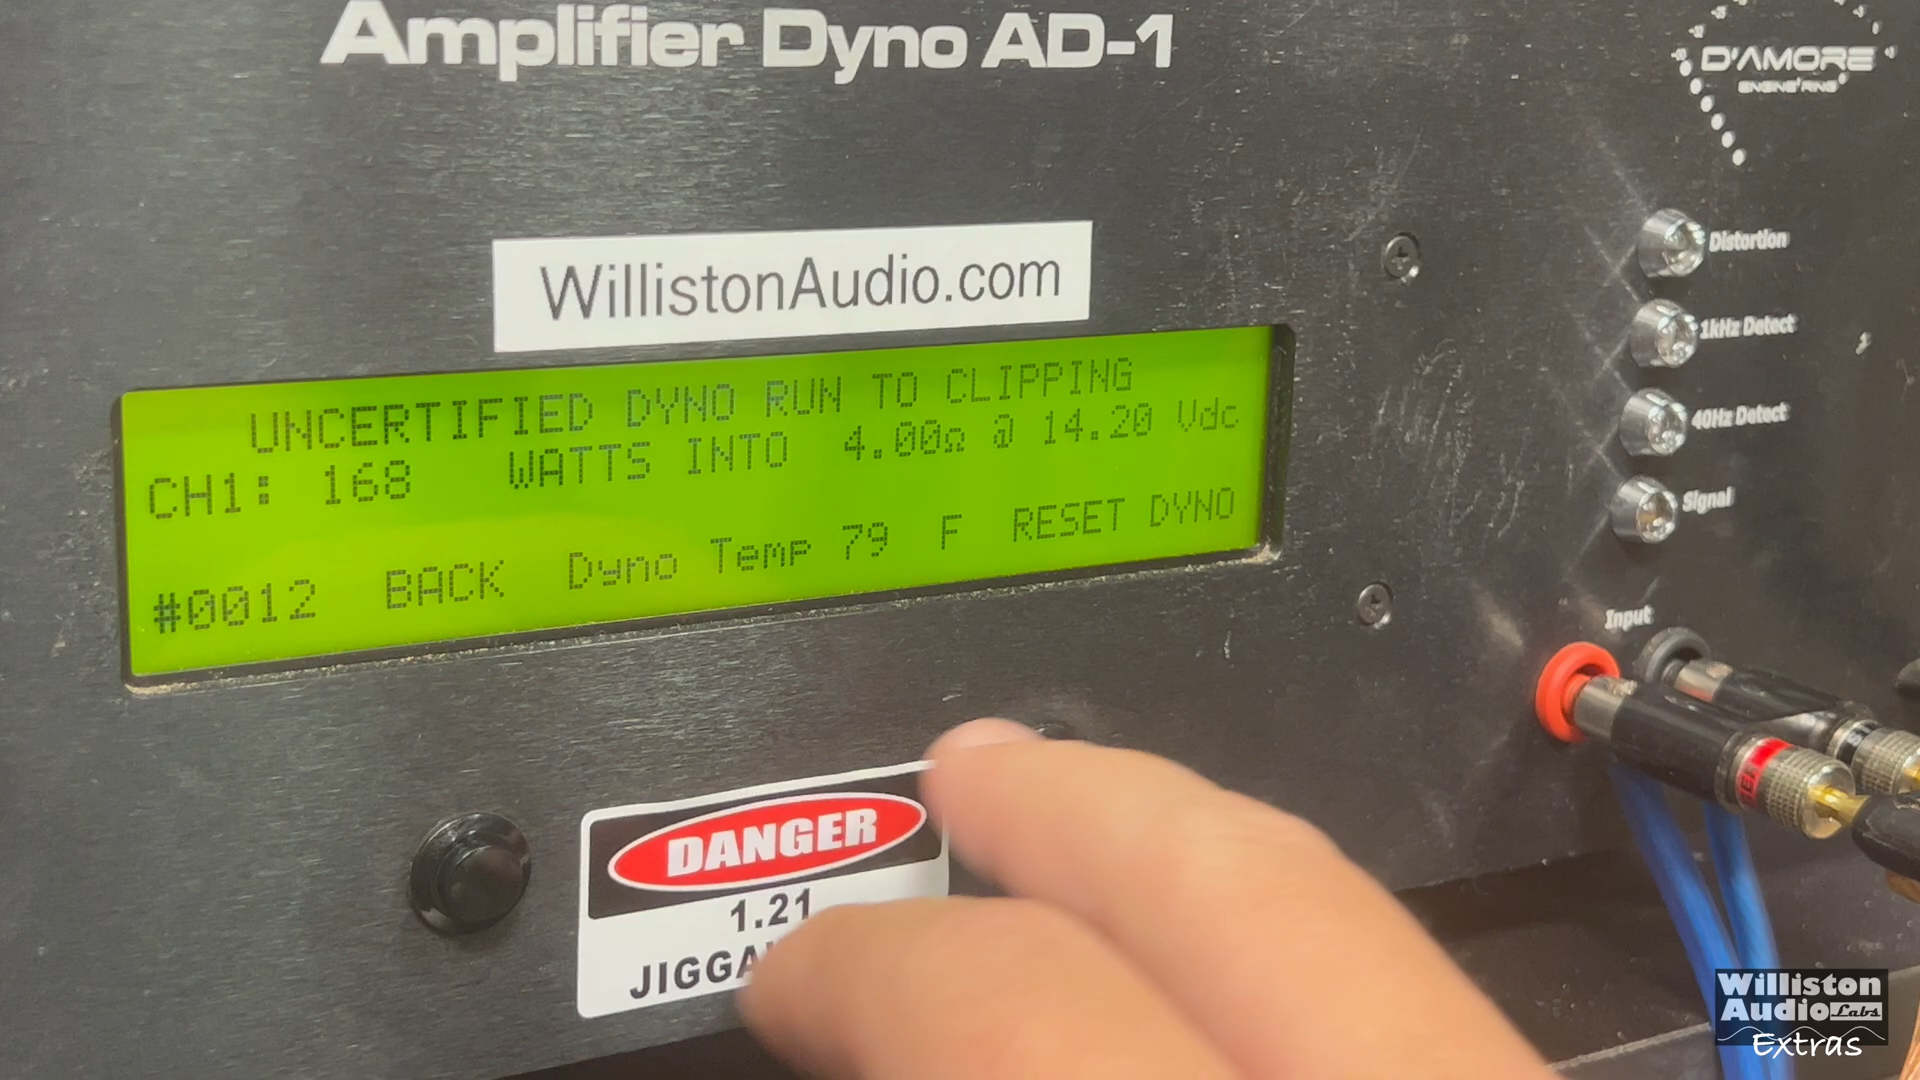 Amplifier Dyno AD-1
D'AMORE
ENGINEERING
WillistonAudio.com
UNCERTIFIED DYNO RUN TO CLIPPING
CH1: 168 WATTS INTO 4.00Ω @ 14.20 Vdc
#0012 BACK Dyno Temp 79 F RESET DYNO
Distortion
1kHz Detect
40Hz Detect
Signal
Input
DANGER
1.21
Williston
Audio Labs
Extras